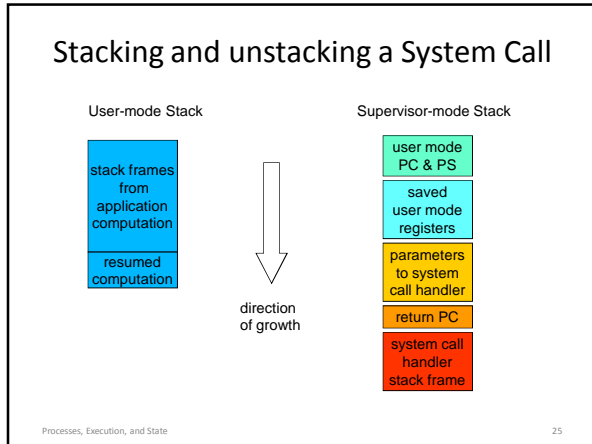 Stacking and unstacking a System Call
User-mode Stack
stack frames
from
application
computation
resumed
computation
direction
of growth
Supervisor-mode Stack
user mode
PC & PS
saved
user mode
registers
parameters
to system
call handler
return PC
system call
handler
stack frame
Processes, Execution, and State
25